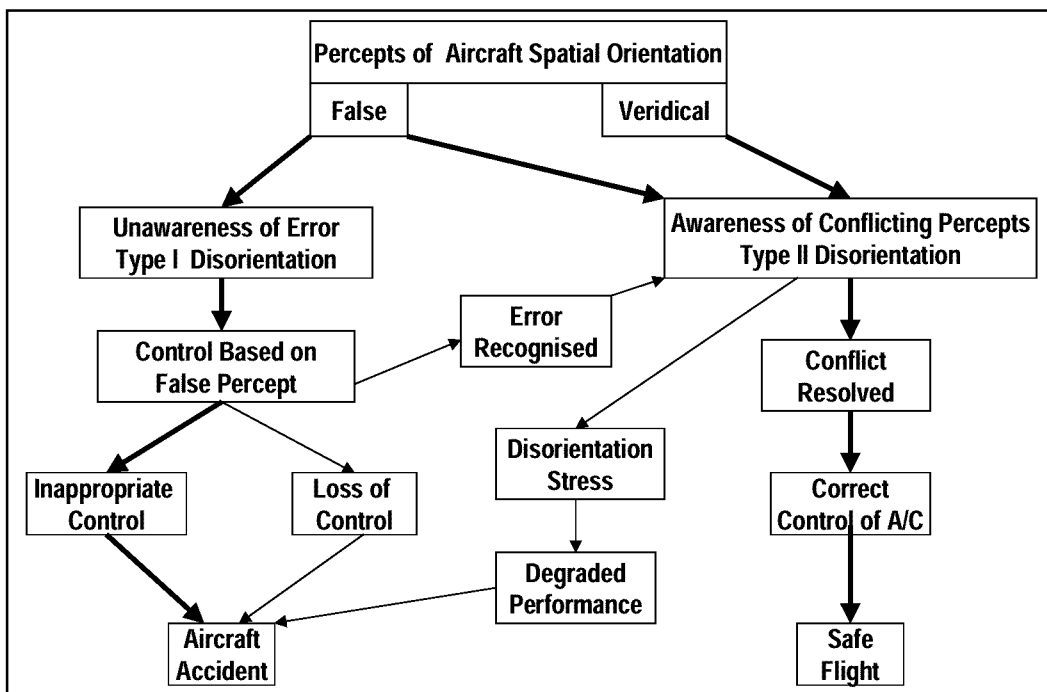 Percepts of Aircraft Spatial Orientation
False
Veridical
Unawareness of Error
Type I Disorientation
Awareness of Conflicting Percepts
Type II Disorientation
Error
Recognised
Control Based on
False Percept
Conflict
Resolved
Disorientation
Stress
Inappropriate
Control
Loss of
Control
Correct
Control of A/C
Degraded
Performance
Aircraft
Accident
Safe
Flight